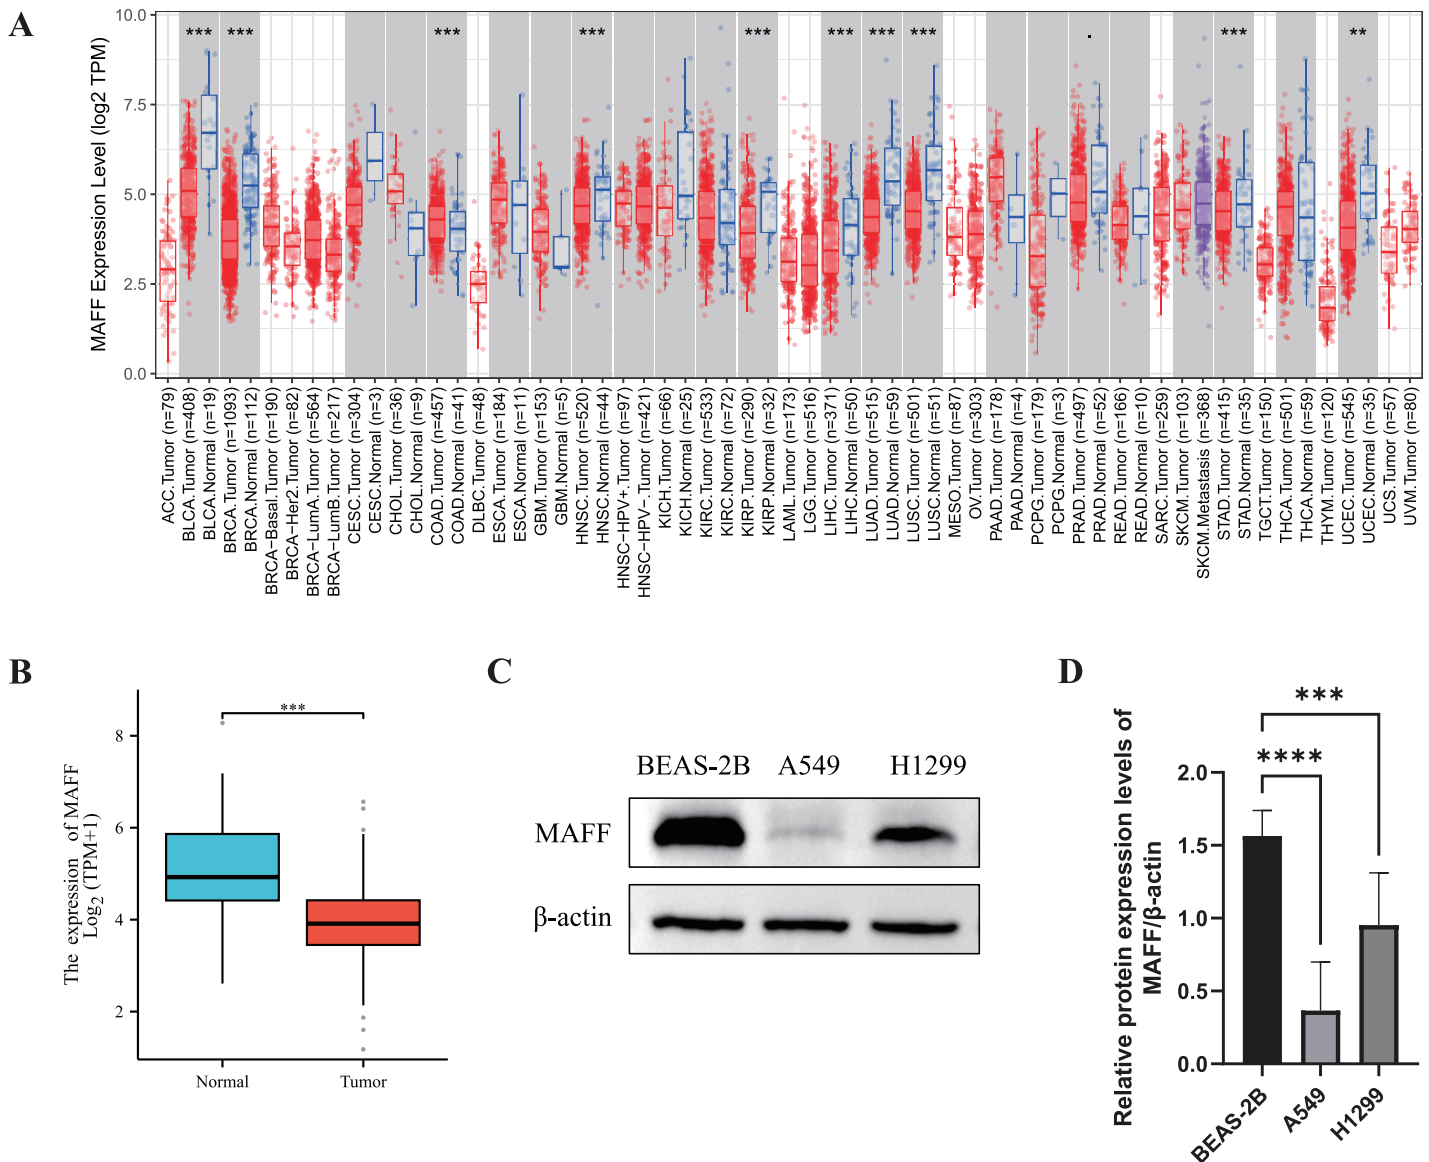 A
MAFF Expression Level (log2 TPM)
10.0
7.5
5.0
2.5
0.0
*** *** *** *** *** *** *** *** . *** **
ACC.Tumor (n=79)
BLCA.Tumor (n=408)
BLCA.Normal (n=19)
BRCA.Tumor (n=1093)
BRCA.Normal (n=112)
BRCA-Basal.Tumor (n=190)
BRCA-Her2.Tumor (n=82)
BRCA-LumA.Tumor (n=564)
BRCA-LumB.Tumor (n=217)
CESC.Tumor (n=304)
CESC.Normal (n=3)
CHOL.Tumor (n=36)
CHOL.Normal (n=9)
COAD.Tumor (n=457)
COAD.Normal (n=41)
DLBC.Tumor (n=48)
ESCA.Tumor (n=184)
ESCA.Normal (n=11)
GBM.Tumor (n=153)
GBM.Normal (n=5)
HNSC.Tumor (n=520)
HNSC.Normal (n=44)
HNSC-HPV+.Tumor (n=97)
HNSC-HPV-.Tumor (n=421)
KICH.Tumor (n=66)
KICH.Normal (n=25)
KIRC.Tumor (n=533)
KIRC.Normal (n=72)
KIRP.Tumor (n=290)
KIRP.Normal (n=32)
LAML.Tumor (n=173)
LGG.Tumor (n=516)
LIHC.Tumor (n=371)
LIHC.Normal (n=50)
LUAD.Tumor (n=515)
LUAD.Normal (n=59)
LUSC.Tumor (n=501)
LUSC.Normal (n=51)
MESO.Tumor (n=87)
OV.Tumor (n=303)
PAAD.Tumor (n=178)
PAAD.Normal (n=4)
PCPG.Tumor (n=179)
PCPG.Normal (n=3)
PRAD.Tumor (n=497)
PRAD.Normal (n=52)
READ.Tumor (n=166)
READ.Normal (n=10)
SARC.Tumor (n=259)
SKCM.Tumor (n=103)
SKCM.Metastasis (n=368)
STAD.Tumor (n=415)
STAD.Normal (n=35)
TGCT.Tumor (n=150)
THCA.Tumor (n=501)
THCA.Normal (n=59)
THYM.Tumor (n=120)
UCEC.Tumor (n=545)
UCEC.Normal (n=35)
UCS.Tumor (n=57)
UVM.Tumor (n=80)
B
The expression of MAFF
Log2 (TPM+1)
8
6
4
2
***
Normal
Tumor
C
BEAS-2B A549 H1299
MAFF
β-actin
D
Relative protein expression levels of
MAFF/β-actin
***
****
2.0
1.5
1.0
0.5
0.0
BEAS-2B
A549
H1299